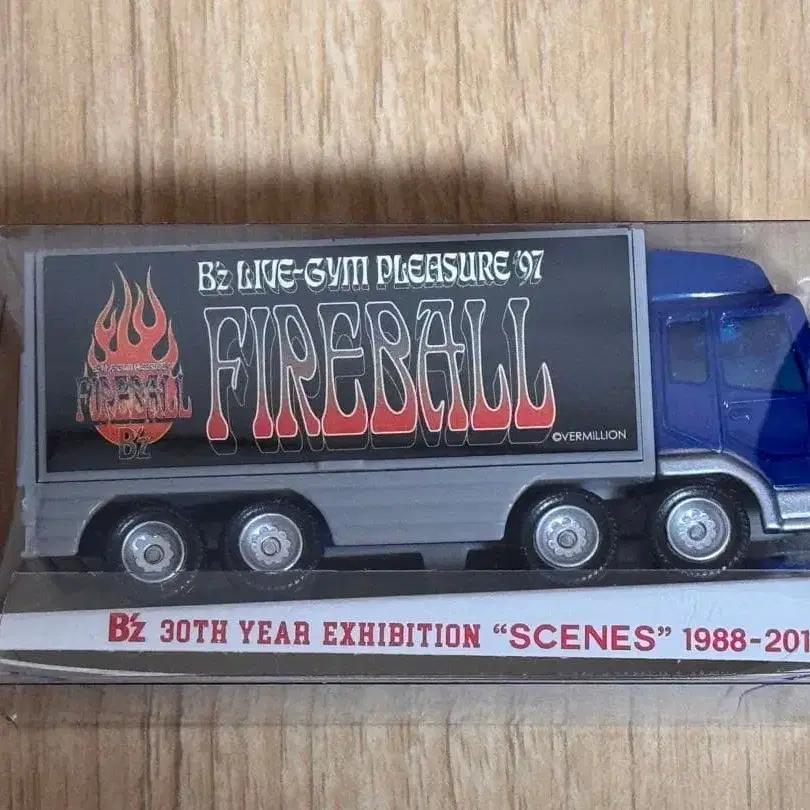 B'z LIVE-GYM PLEASURE '97
FIREBALL
FIREBALL
B'z
©VERMILLION
B'z 30TH YEAR EXHIBITION “SCENES” 1988-201